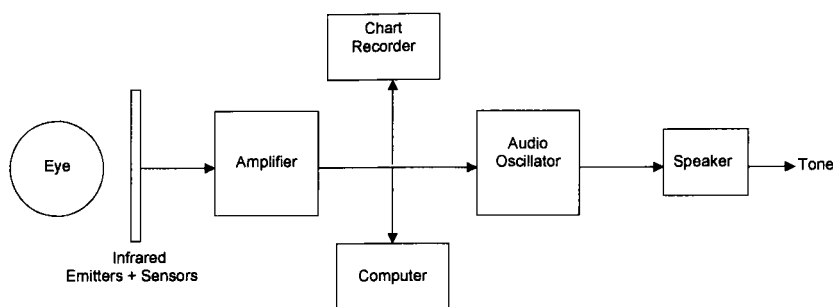 Chart
Recorder
Eye
Amplifier
Audio
Oscillator
Speaker
Tone
Infrared
Emitters + Sensors
Computer